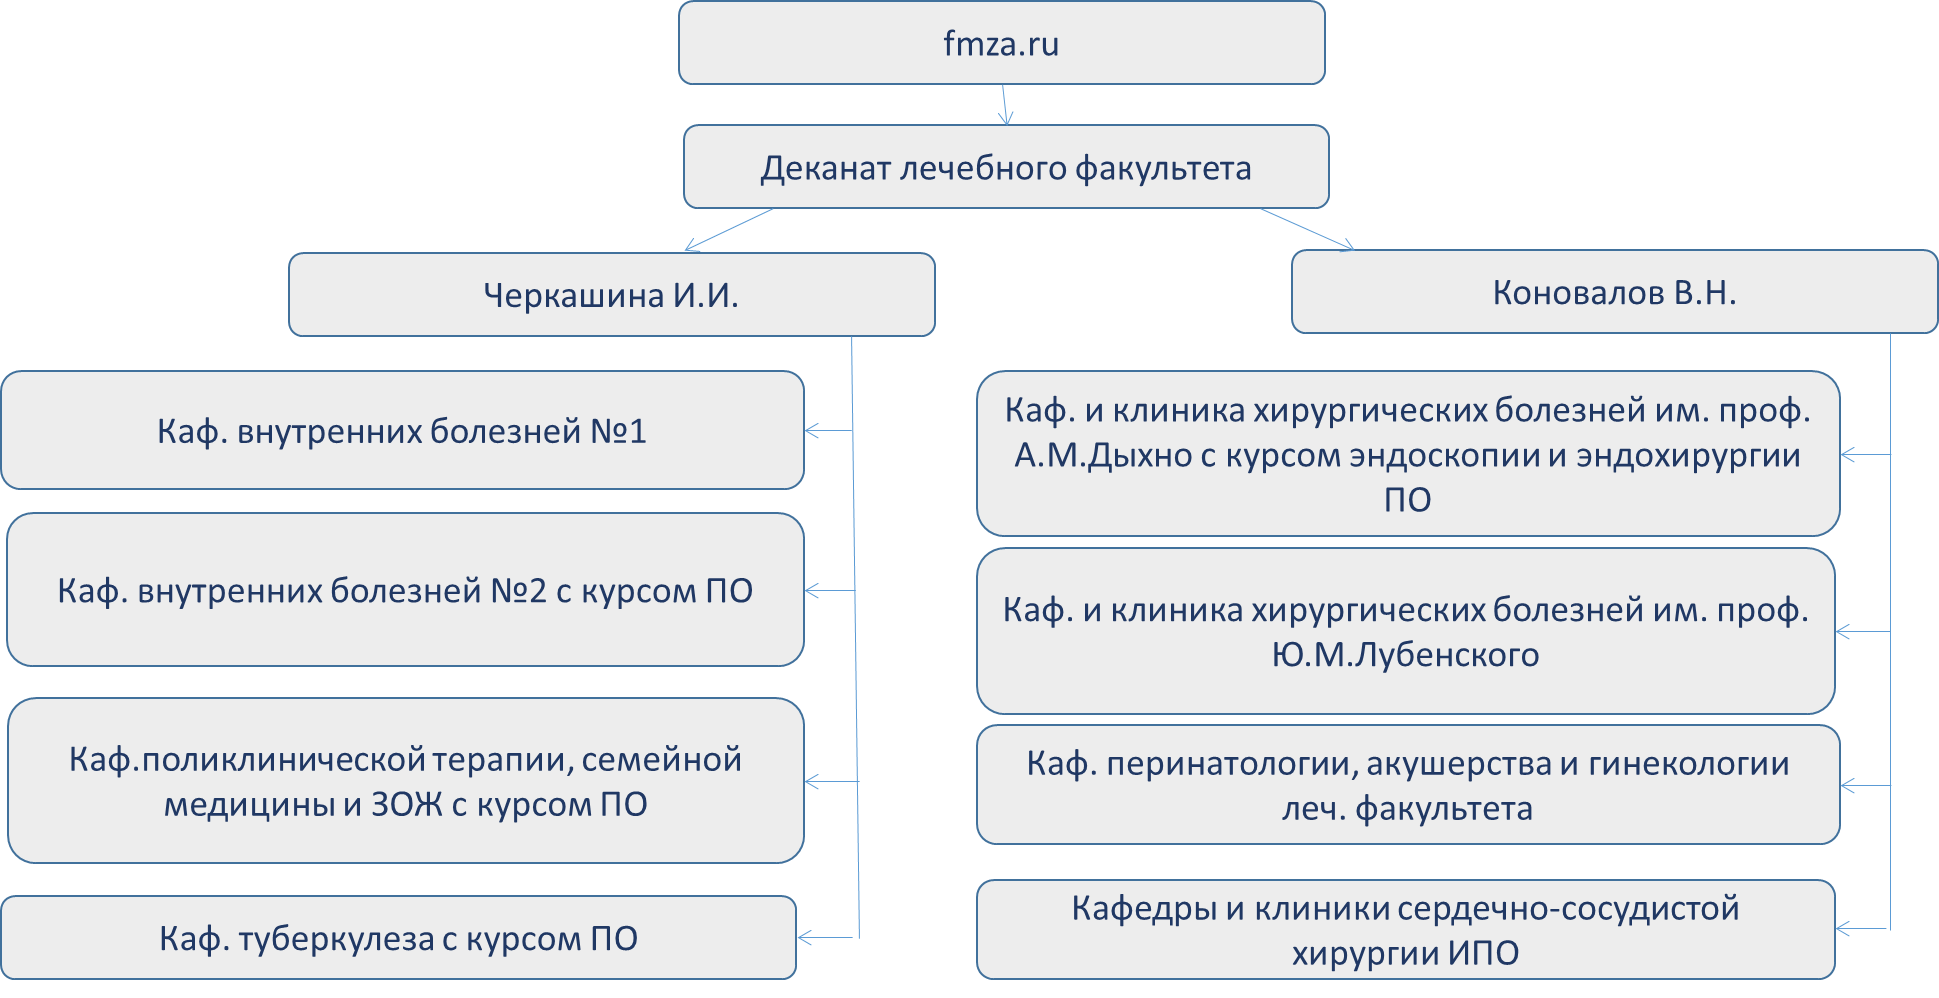 fmza.ru
Деканат лечебного факультета
Черкашина И.И.
Коновалов В.Н.
Каф. внутренних болезней №1
Каф. внутренних болезней №2 с курсом ПО
Каф.поликлинической терапии, семейной
медицины и ЗОЖ с курсом ПО
Каф. туберкулеза с курсом ПО
Каф. и клиника хирургических болезней им. проф.
А.М.Дыхно с курсом эндоскопии и эндохирургии
ПО
Каф. и клиника хирургических болезней им. проф.
Ю.М.Лубенского
Каф. перинатологии, акушерства и гинекологии
леч. факультета
Кафедры и клиники сердечно-сосудистой
хирургии ИПО